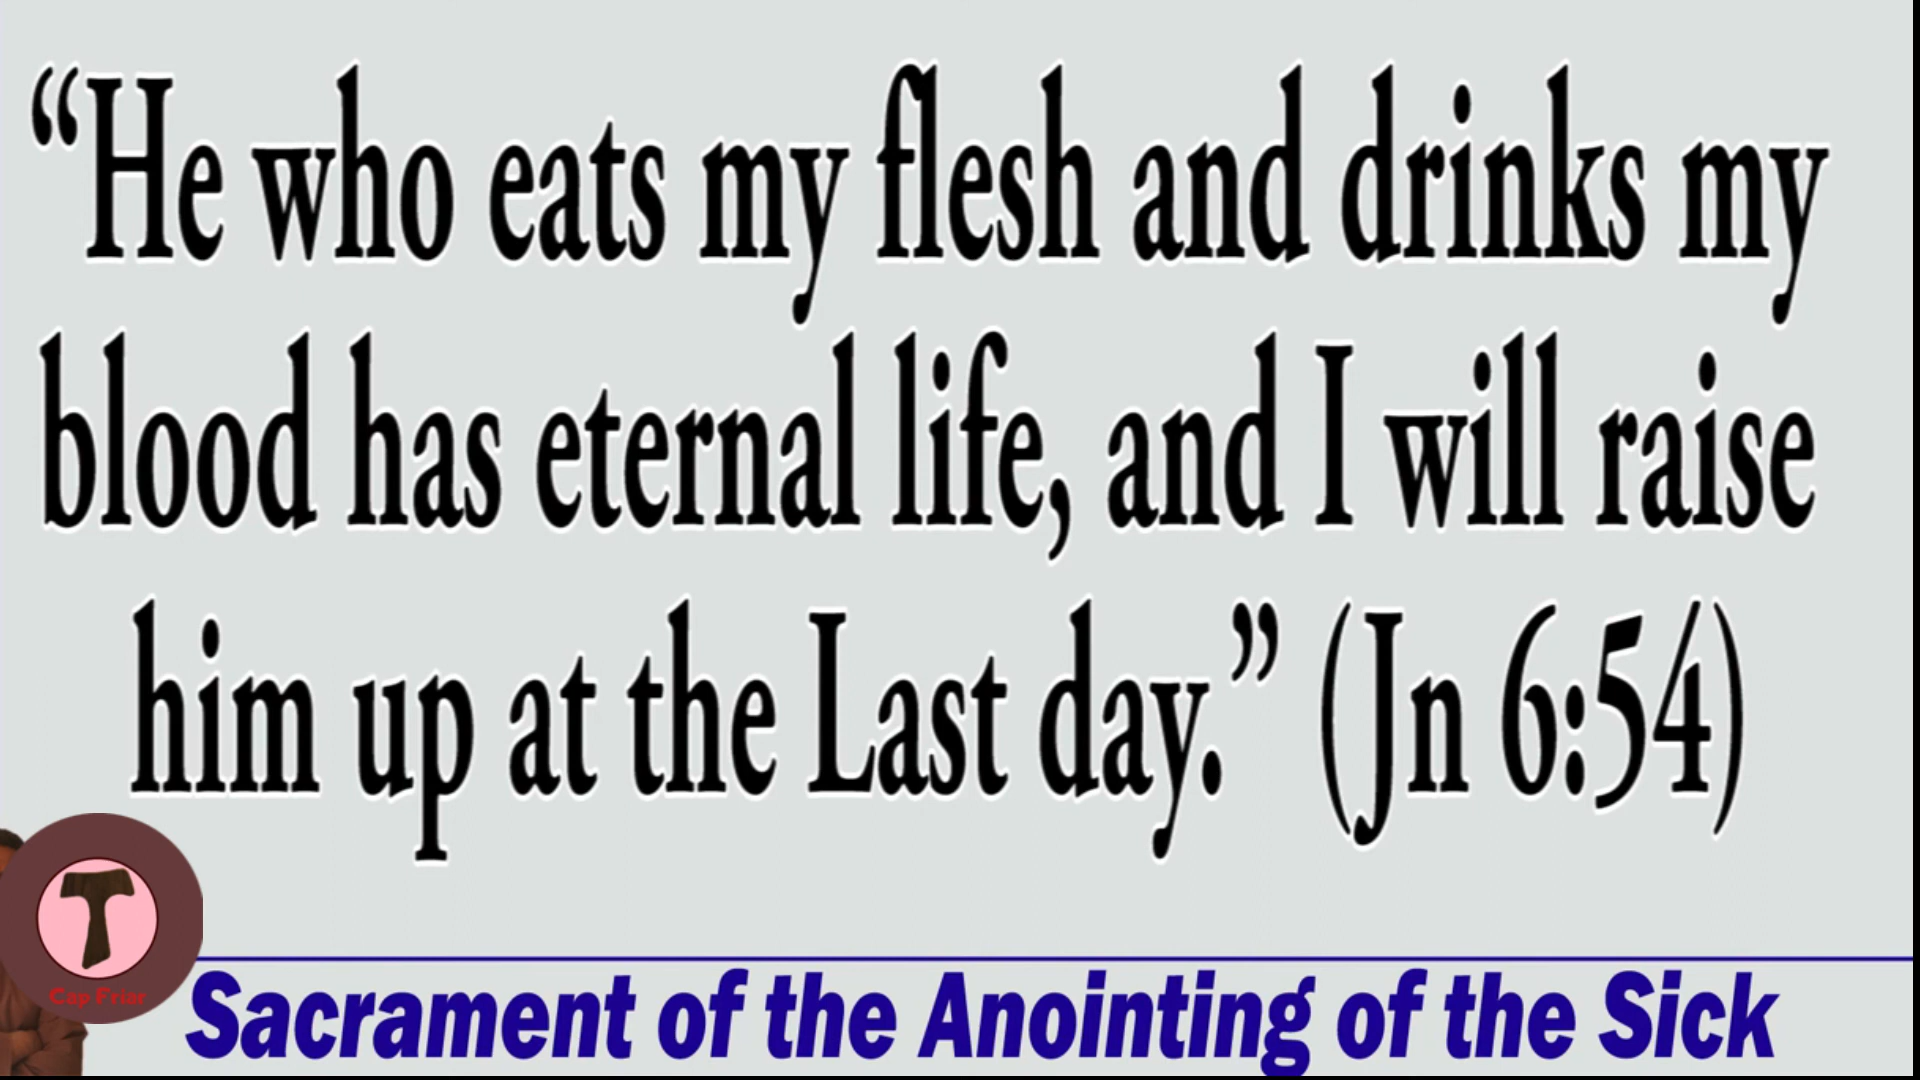 “He who eats my flesh and drinks my
blood has eternal life, and I will raise
him up at the Last day.” (Jn 6:54)
Cap Friar
Sacrament of the Anointing of the Sick